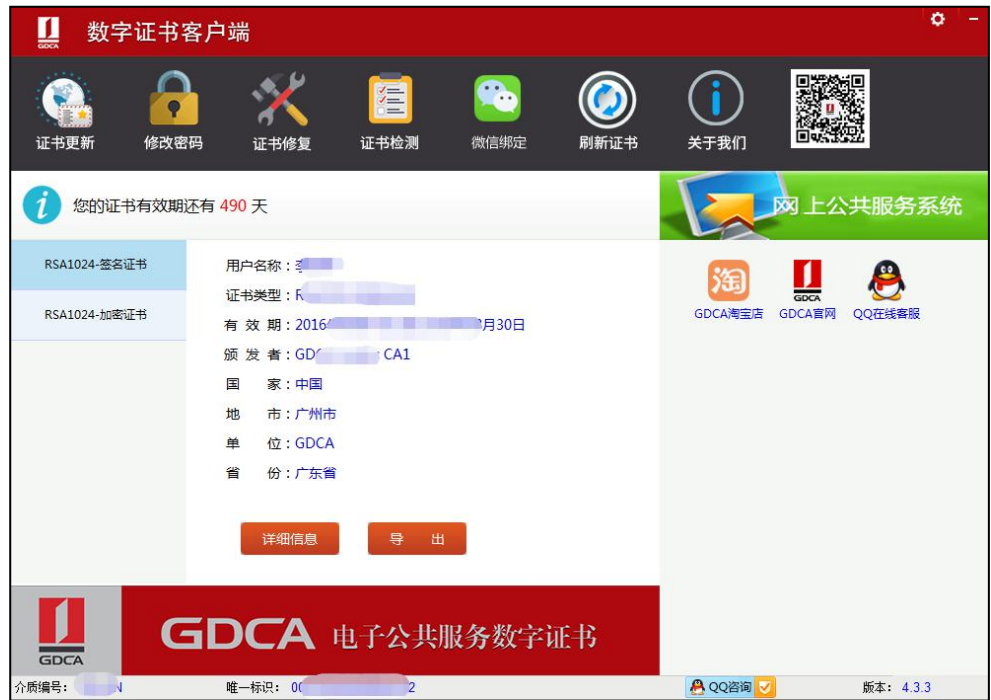 GDCA
数字证书客户端
证书更新
修改密码
证书修复
证书检测
微信绑定
刷新证书
关于我们
您的证书有效期还有 490 天
网上公共服务系统
RSA1024-签名证书
RSA1024-加密证书
用户名称：
证书类型：R
有 效 期：2016 月30日
颁 发 者：GD CA1
国 家：中国
地 市：广州市
单 位：GDCA
省 份：广东省
详细信息
导 出
淘
GDCA淘宝店
GDCA
GDCA官网
QQ在线客服
GDCA
GDCA 电子公共服务数字证书
介质编号： N
唯一标识： 00 2
QQ咨询
版本： 4.3.3